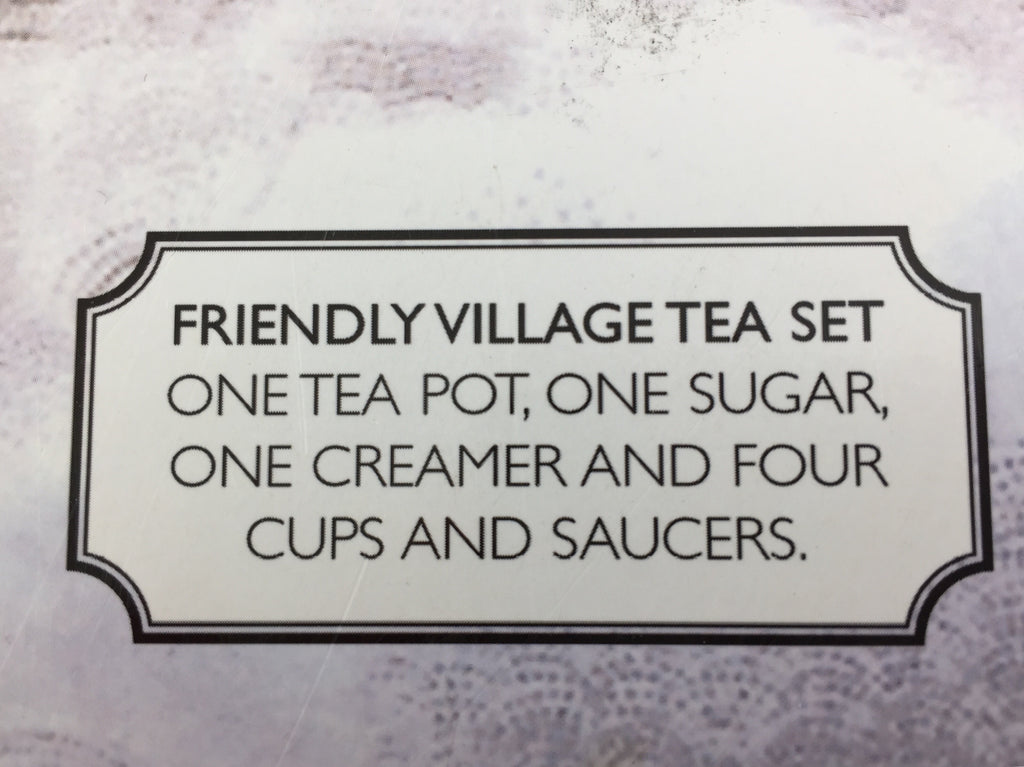 FRIENDLY VILLAGE TEA SET
ONE TEA POT, ONE SUGAR,
ONE CREAMER AND FOUR
CUPS AND SAUCERS.